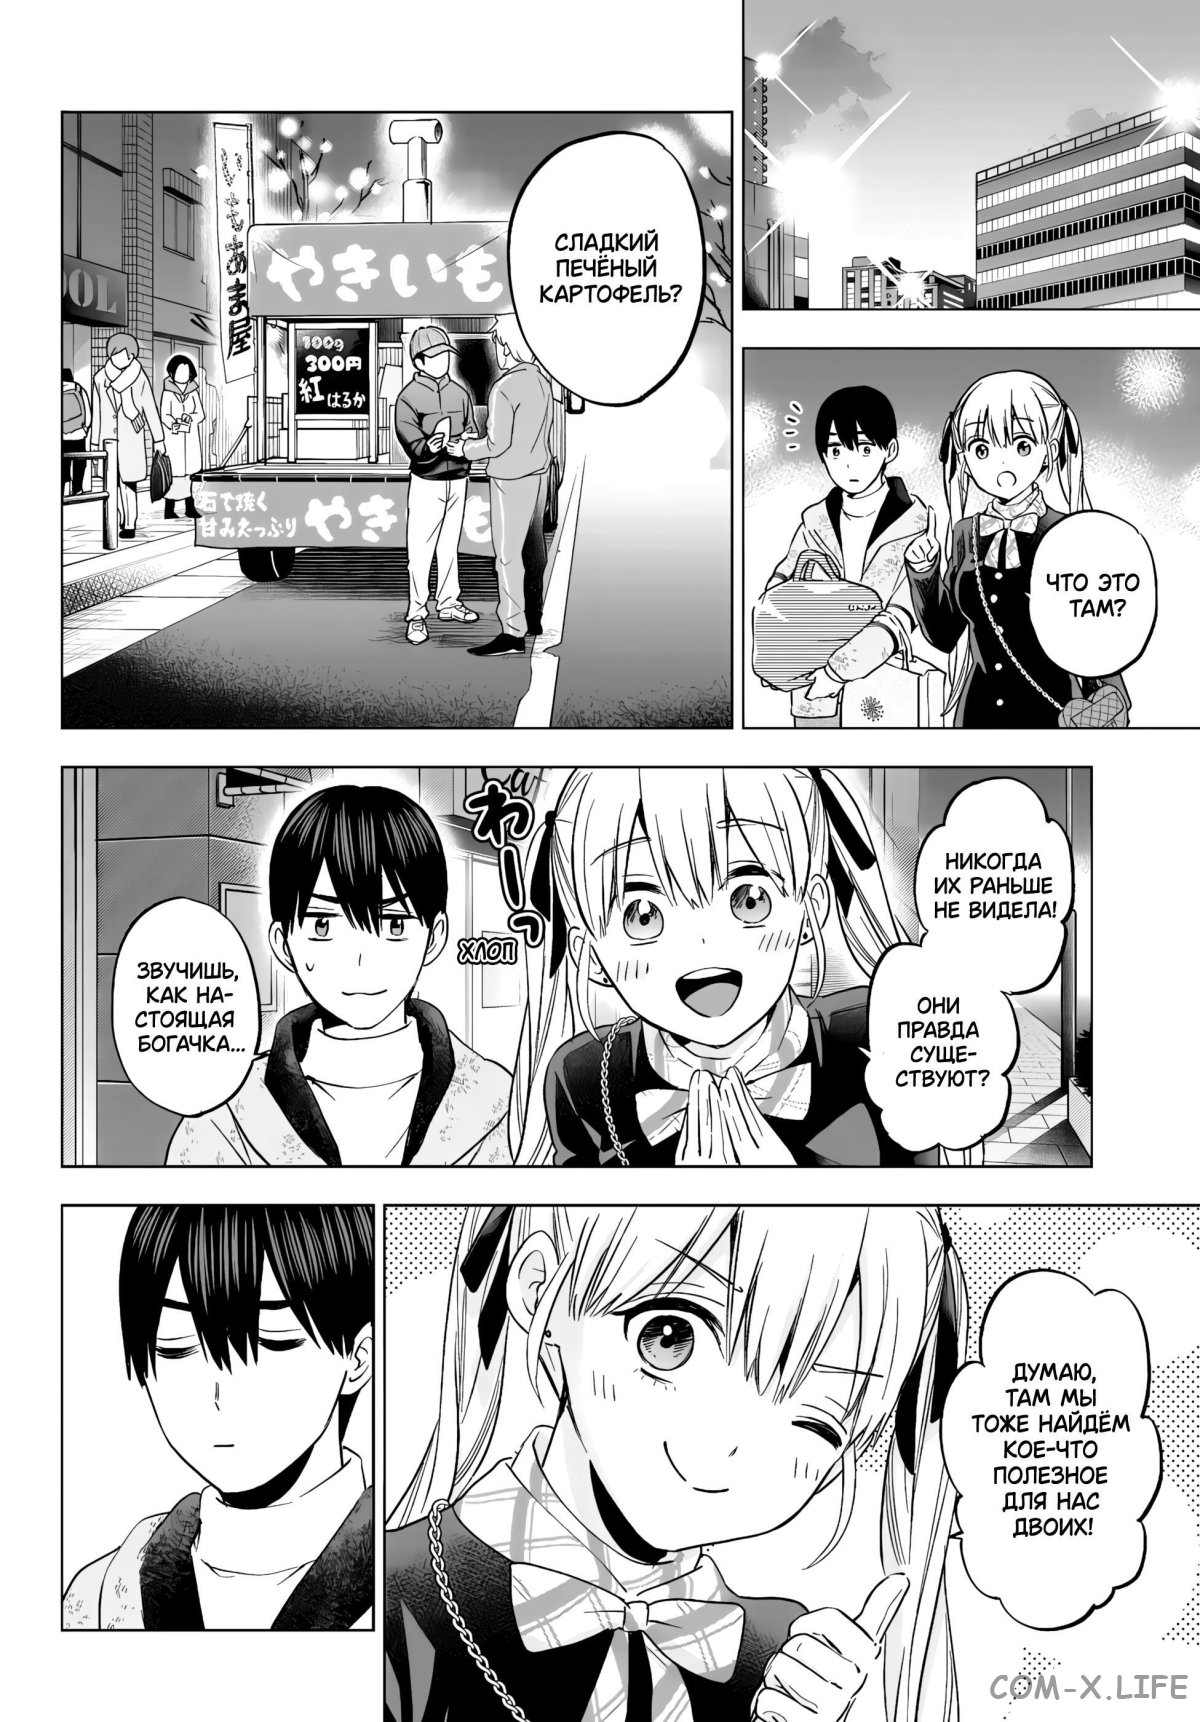 ЧТО ЭТО
ТАМ?
СЛАДКИЙ
ПЕЧЁНЫЙ
КАРТОФЕЛЬ?
OOL
いもあま屋
やきいも
100g
300円
紅はるか
石で焼く
甘みたっぷり
やきいも
НИКОГДА
ИХ РАНЬШЕ
НЕ ВИДЕЛА!
ОНИ
ПРАВДА
СУЩЕ-
СТВУЮТ?
わーっ
ХЛОП
ЗВУЧИШЬ,
КАК НА-
СТОЯЩАЯ
БОГАЧКА...
ДУМАЮ,
ТАМ МЫ
ТОЖЕ НАЙДЁМ
КОЕ-ЧТО
ПОЛЕЗНОЕ
ДЛЯ НАС
ДВОИХ!
COM-X.LIFE